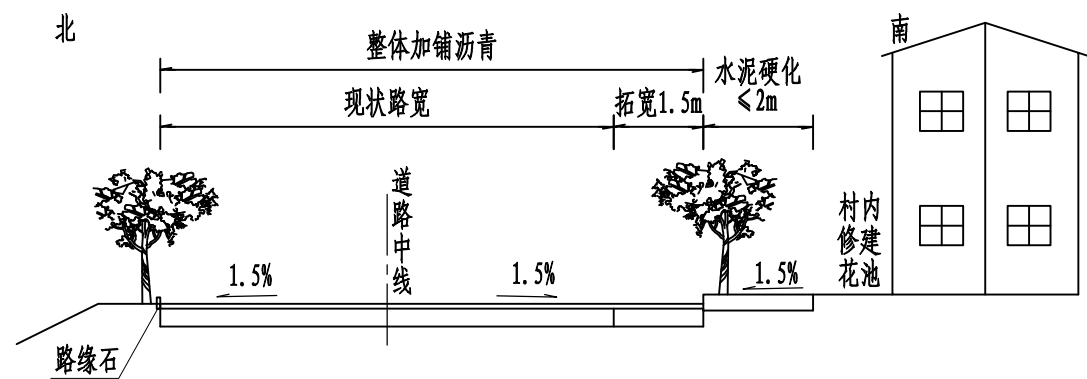 北
整体加铺沥青
南
水泥硬化
≤2m
现状路宽
拓宽1.5m
道路中线
村内
修建
花池
1.5%
1.5%
1.5%
路缘石